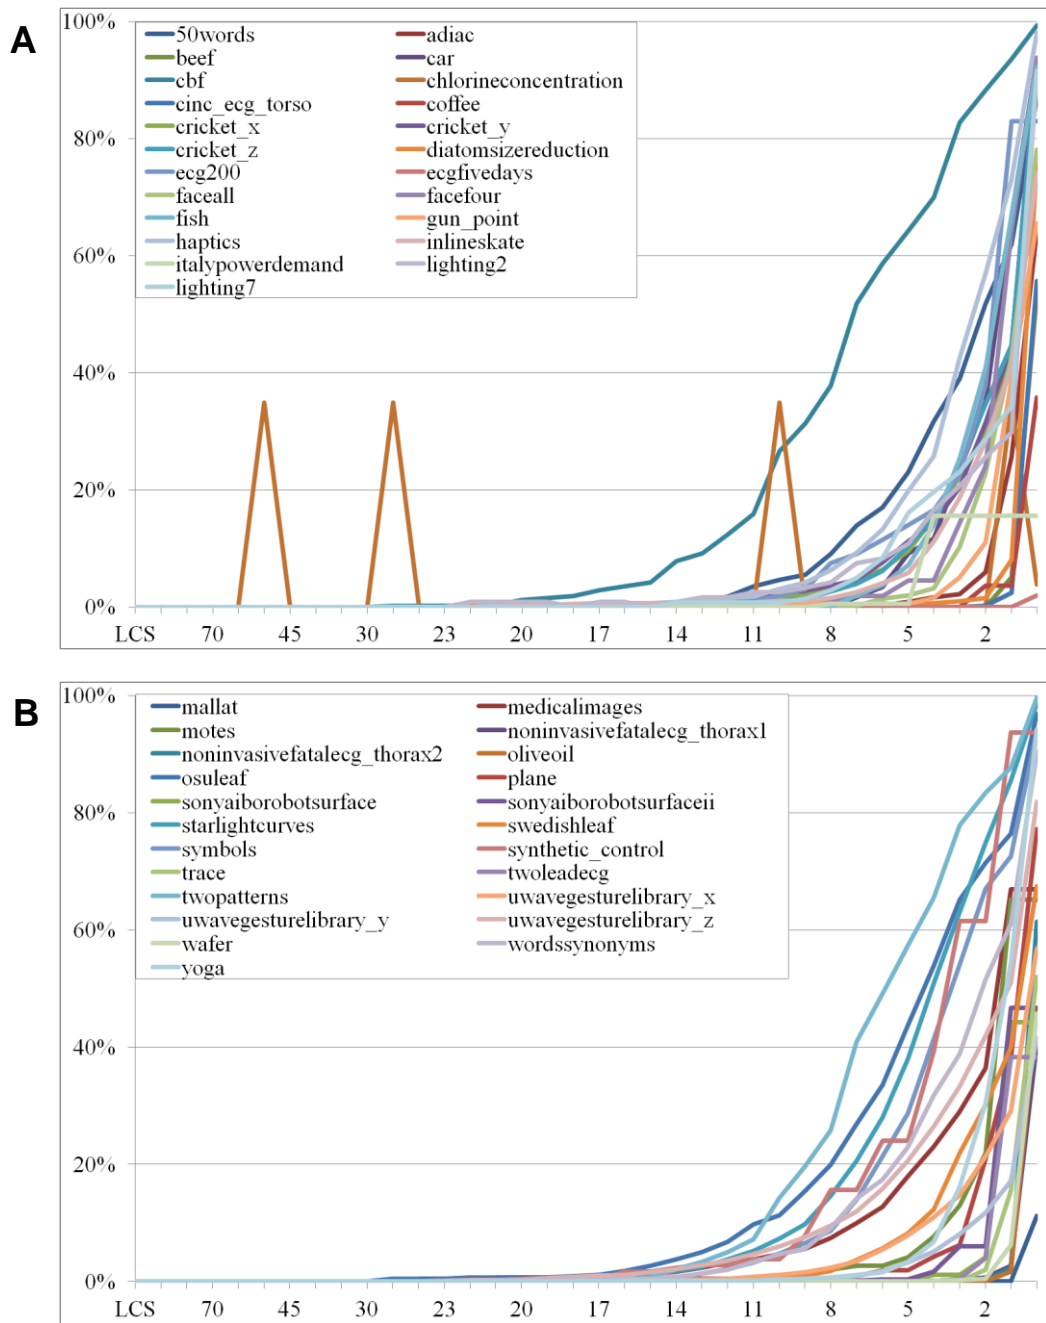 A
100%
80%
60%
40%
20%
0%
50words adiac
beef car
cbf chlorineconcentration
cinc_ecg_torso coffee
cricket_x cricket_y
cricket_z diatomsizereduction
ecg200 ecgfivedays
faceall facefour
fish gun_point
haptics inlineskate
italypowerdemand lighting2
lighting7
LCS 70 45 30 23 20 17 14 11 8 5 2
B
100%
80%
60%
40%
20%
0%
mallat medicalimages
motes noninvasivefatalecg_thorax1
noninvasivefatalecg_thorax2 oliveoil
osuleaf plane
sonyaiborobotsurface sonyaiborobotsurfaceii
starlightcurves swedishleaf
symbols synthetic_control
trace twoleadecg
twopatterns uwavegesturelibrary_x
uwavegesturelibrary_y uwavegesturelibrary_z
wafer wordssynonyms
yoga
LCS 70 45 30 23 20 17 14 11 8 5 2